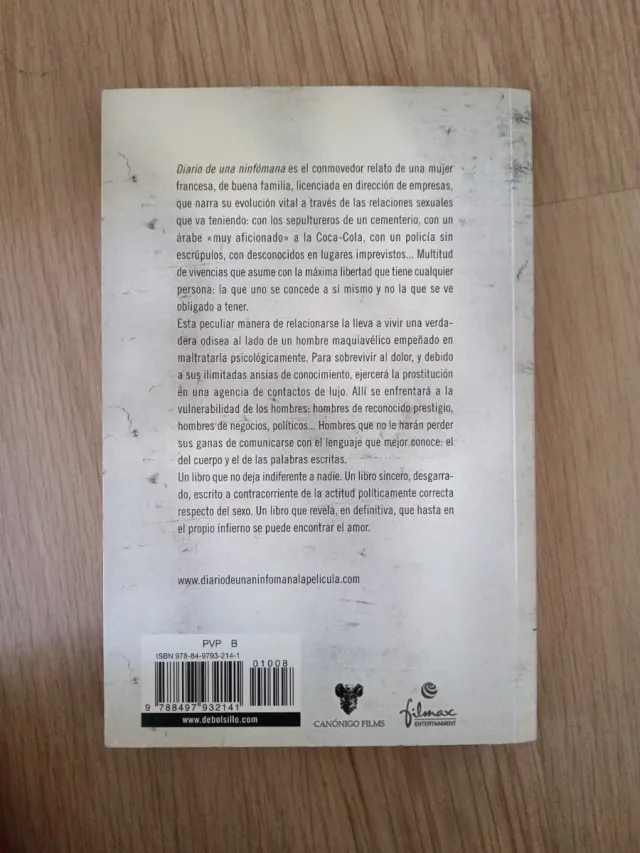 Diario de una ninfómana es el conmovedor relato de una mujer
francesa, de buena familia, licenciada en dirección de empresas,
que narra su evolución vital a través de las relaciones sexuales
que va teniendo: con los sepultureros de un cementerio, con un
árabe «muy aficionado» a la Coca-Cola, con un policía sin
escrúpulos, con desconocidos en lugares imprevistos... Multitud
de vivencias que asume con la máxima libertad que tiene cualquier
persona: la que uno se concede a sí mismo y no la que se ve
obligado a tener.
Esta peculiar manera de relacionarse la lleva a vivir una verda-
dera odisea al lado de un hombre maquiavélico empeñado en
maltratarla psicológicamente. Para sobrevivir al dolor, y debido
a sus ilimitadas ansias de conocimiento, ejercerá la prostitución
en una agencia de contactos de lujo. Allí se enfrentará a la
vulnerabilidad de los hombres: hombres de reconocido prestigio,
hombres de negocios, políticos... Hombres que no le harán perder
sus ganas de comunicarse con el lenguaje que mejor conoce: el
del cuerpo y el de las palabras escritas.
Un libro que no deja indiferente a nadie. Un libro sincero, desgarra-
do, escrito a contracorriente de la actitud políticamente correcta
respecto del sexo. Un libro que revela, en definitiva, que hasta en
el propio infierno se puede encontrar el amor.
www.diariodeunaninfomanalapelicula.com
PVP B
ISBN 978-84-9793-214-1
01008
9 788497 932141
www.debolsillo.com
CANÓNIGO FILMS
filmax
ENTERTAINMENT